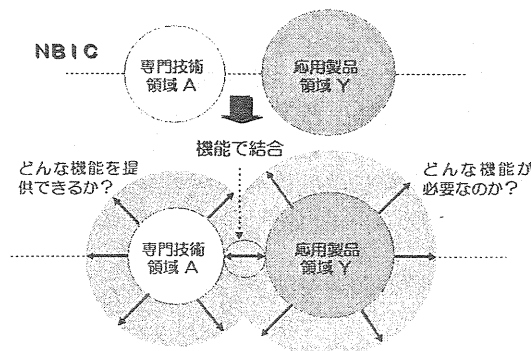 NBIC
専門技術
領域 A
応用製品
領域 Y
機能で結合
どんな機能を提
供できるか?
どんな機能が
必要なのか?
専門技術
領域 A
応用製品
領域 Y